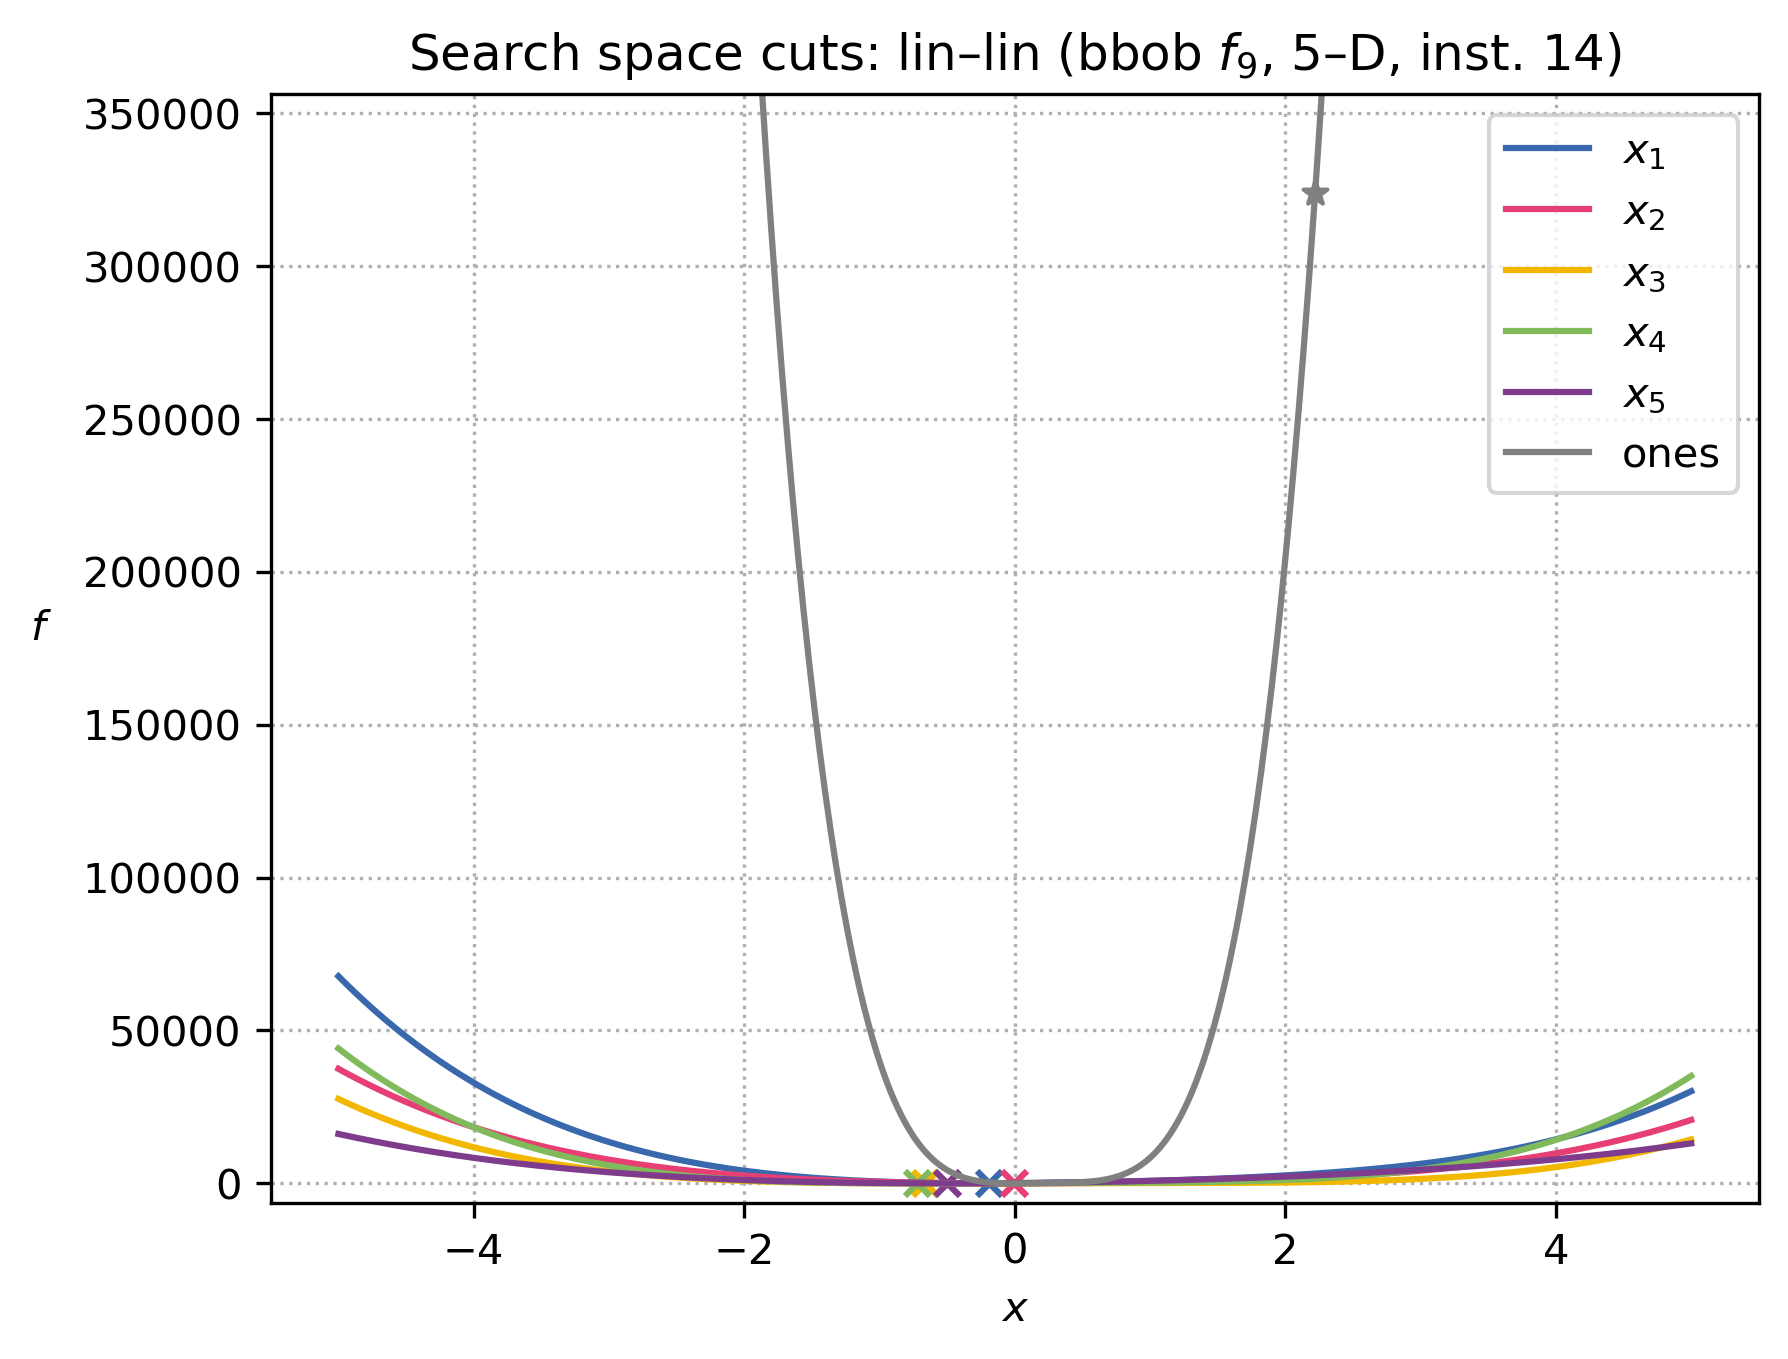 Search space cuts: lin–lin (bbob f₉, 5–D, inst. 14)
350000
300000
250000
200000
150000
100000
50000
0
f
−4
−2
0
2
4
x
x₁
x₂
x₃
x₄
x₅
ones